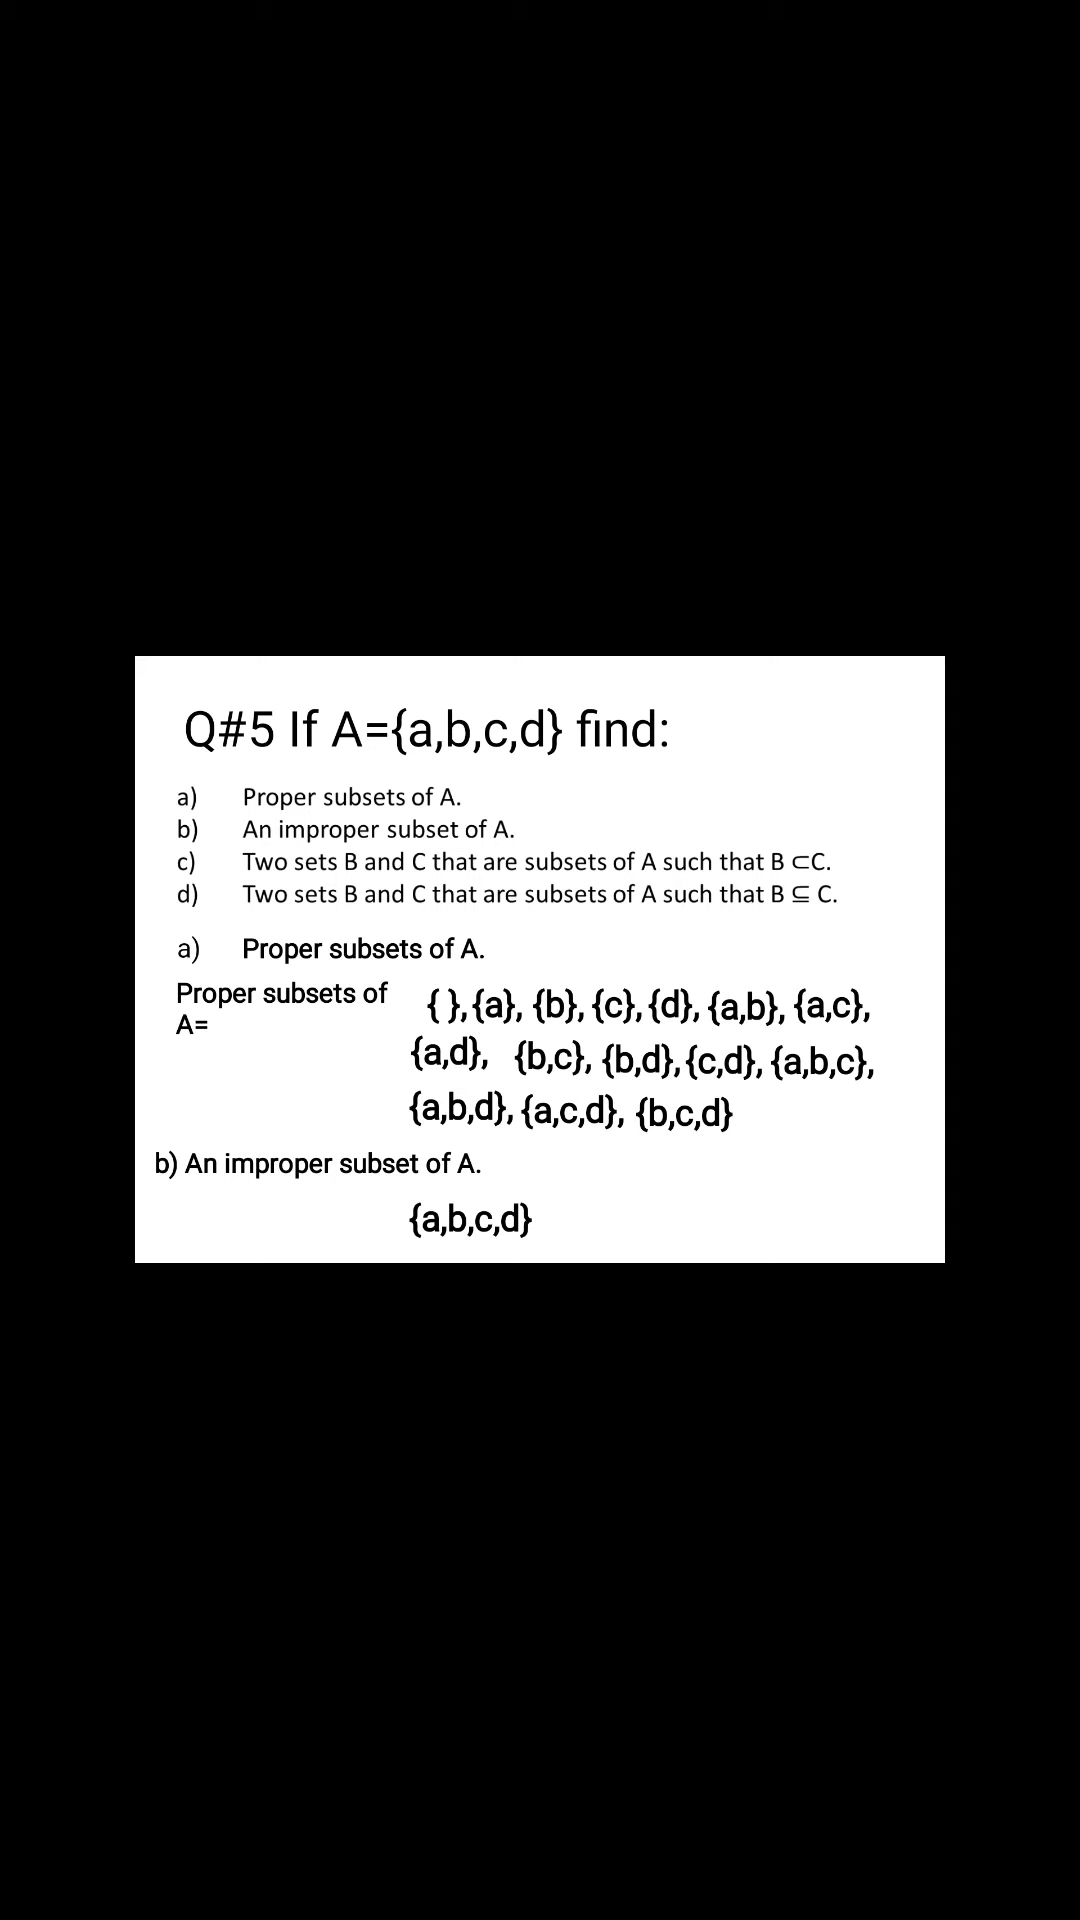 Q#5 If A={a,b,c,d} find:
a) Proper subsets of A.
b) An improper subset of A.
c) Two sets B and C that are subsets of A such that B ⊂C.
d) Two sets B and C that are subsets of A such that B ⊆ C.
a) Proper subsets of A.
Proper subsets of
A=
{ }, {a}, {b}, {c}, {d}, {a,b}, {a,c},
{a,d}, {b,c}, {b,d}, {c,d}, {a,b,c},
{a,b,d}, {a,c,d}, {b,c,d}
b) An improper subset of A.
{a,b,c,d}